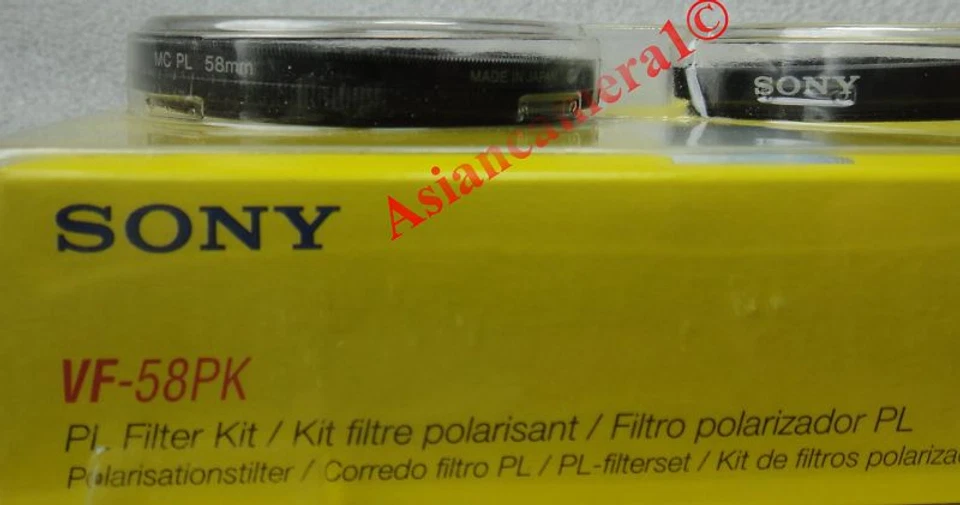 MC PL 58mm
MADE IN JAPAN
SONY
Asiancamera1©
SONY
VF-58PK
PL Filter Kit / Kit filtre polarisant / Filtro polarizador PL
Polarisationstilter / Corredo filtro PL / PL-filterset / Kit de filtros